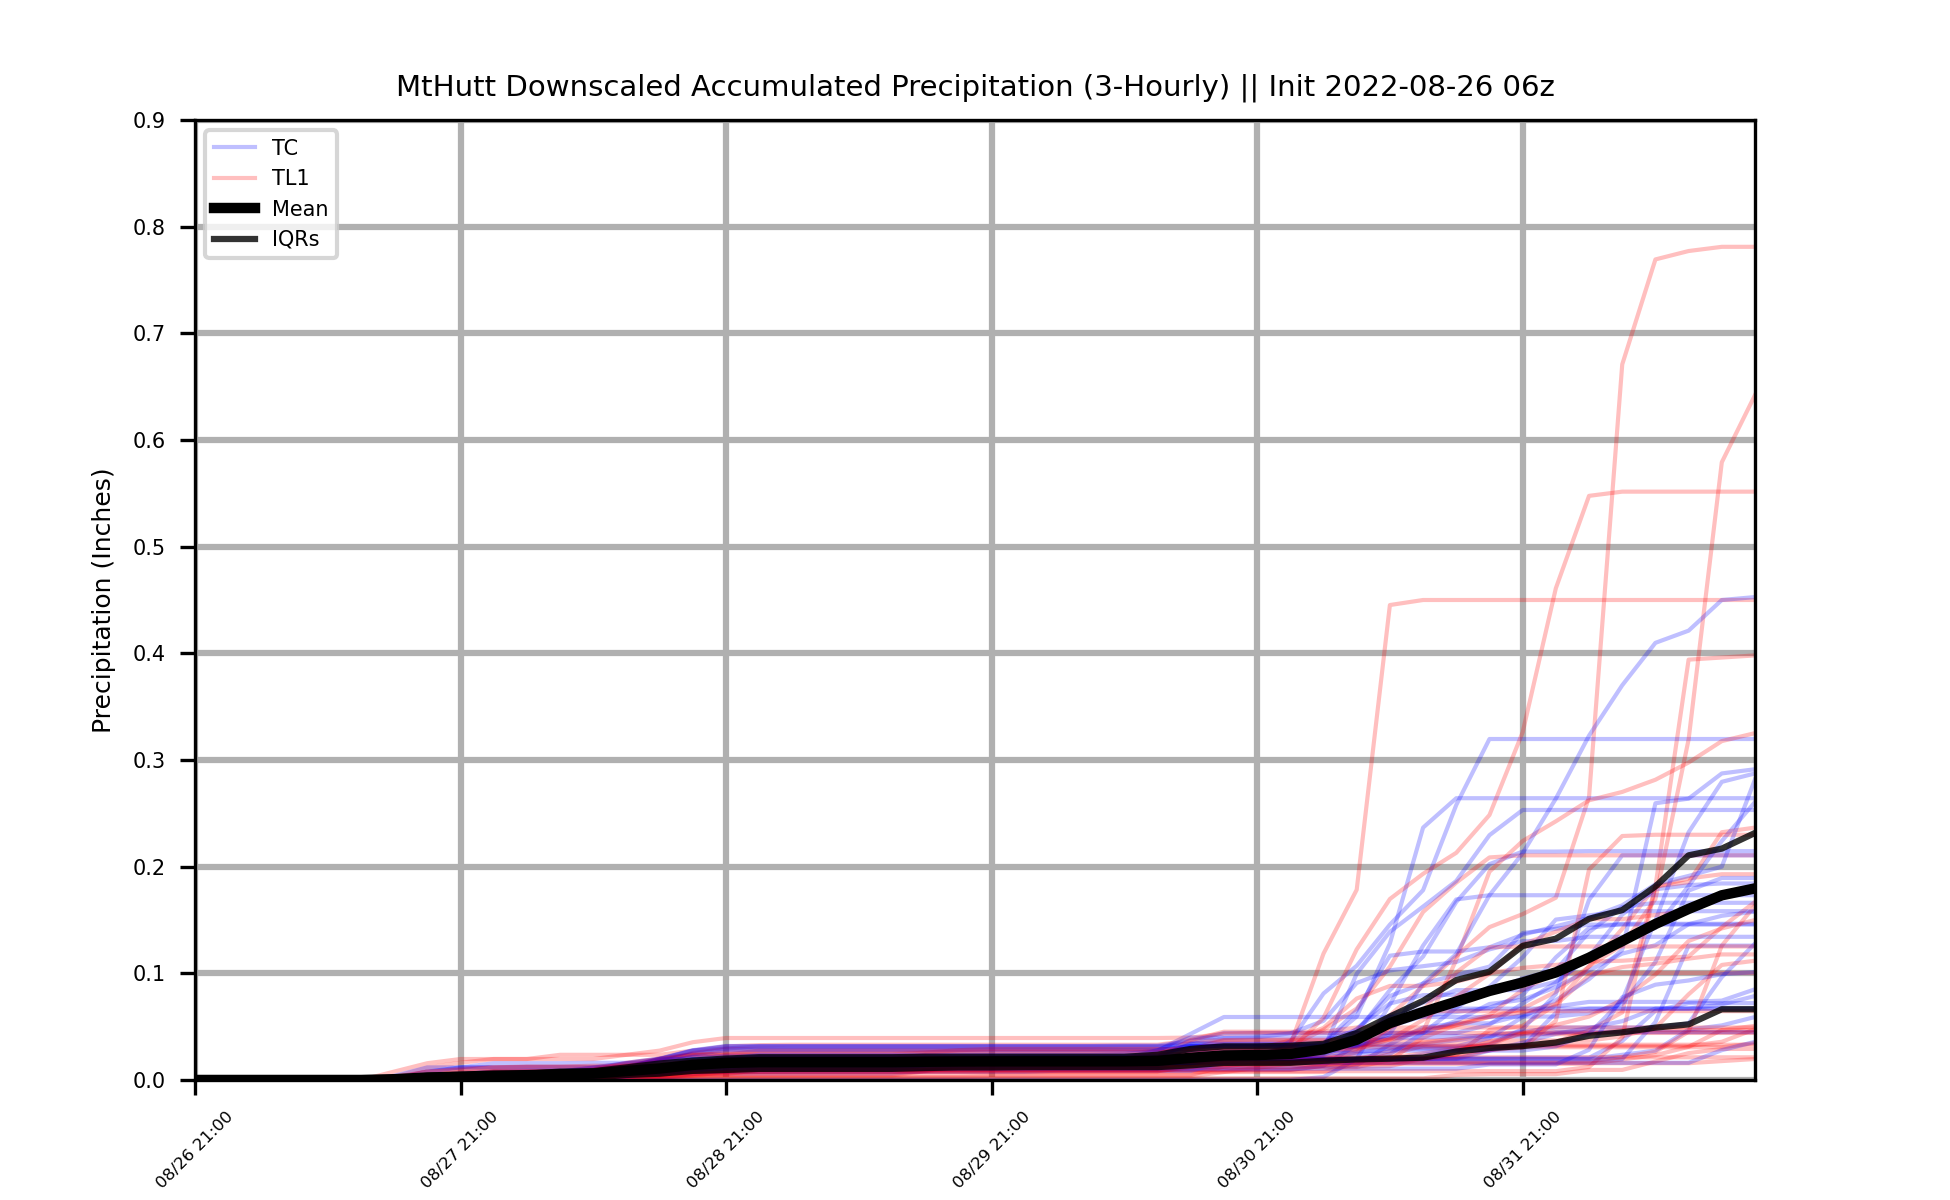 MtHutt Downscaled Accumulated Precipitation (3-Hourly) || Init 2022-08-26 06z
TC
TL1
Mean
IQRs
Precipitation (Inches)
0.9
0.8
0.7
0.6
0.5
0.4
0.3
0.2
0.1
0.0
08/26 21:00
08/27 21:00
08/28 21:00
08/29 21:00
08/30 21:00
08/31 21:00